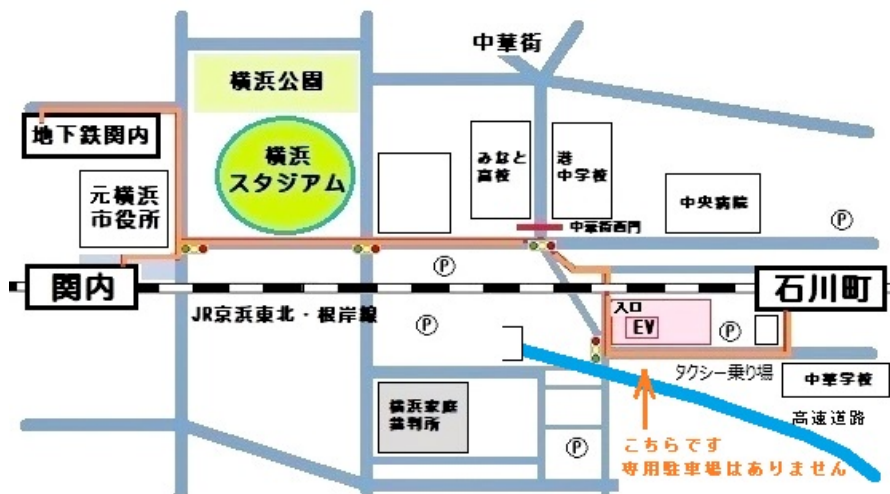 中華街
横浜公園
地下鉄関内
横浜
スタジアム
みなと
高校
港
中学校
元横浜
市役所
中央病院
中華街西門
P
P
関内
石川町
JR京浜東北・根岸線
入口
EV
P
P
タクシー乗り場
中華学校
横浜家庭
裁判所
高速道路
P
こちらです
専用駐車場はありません